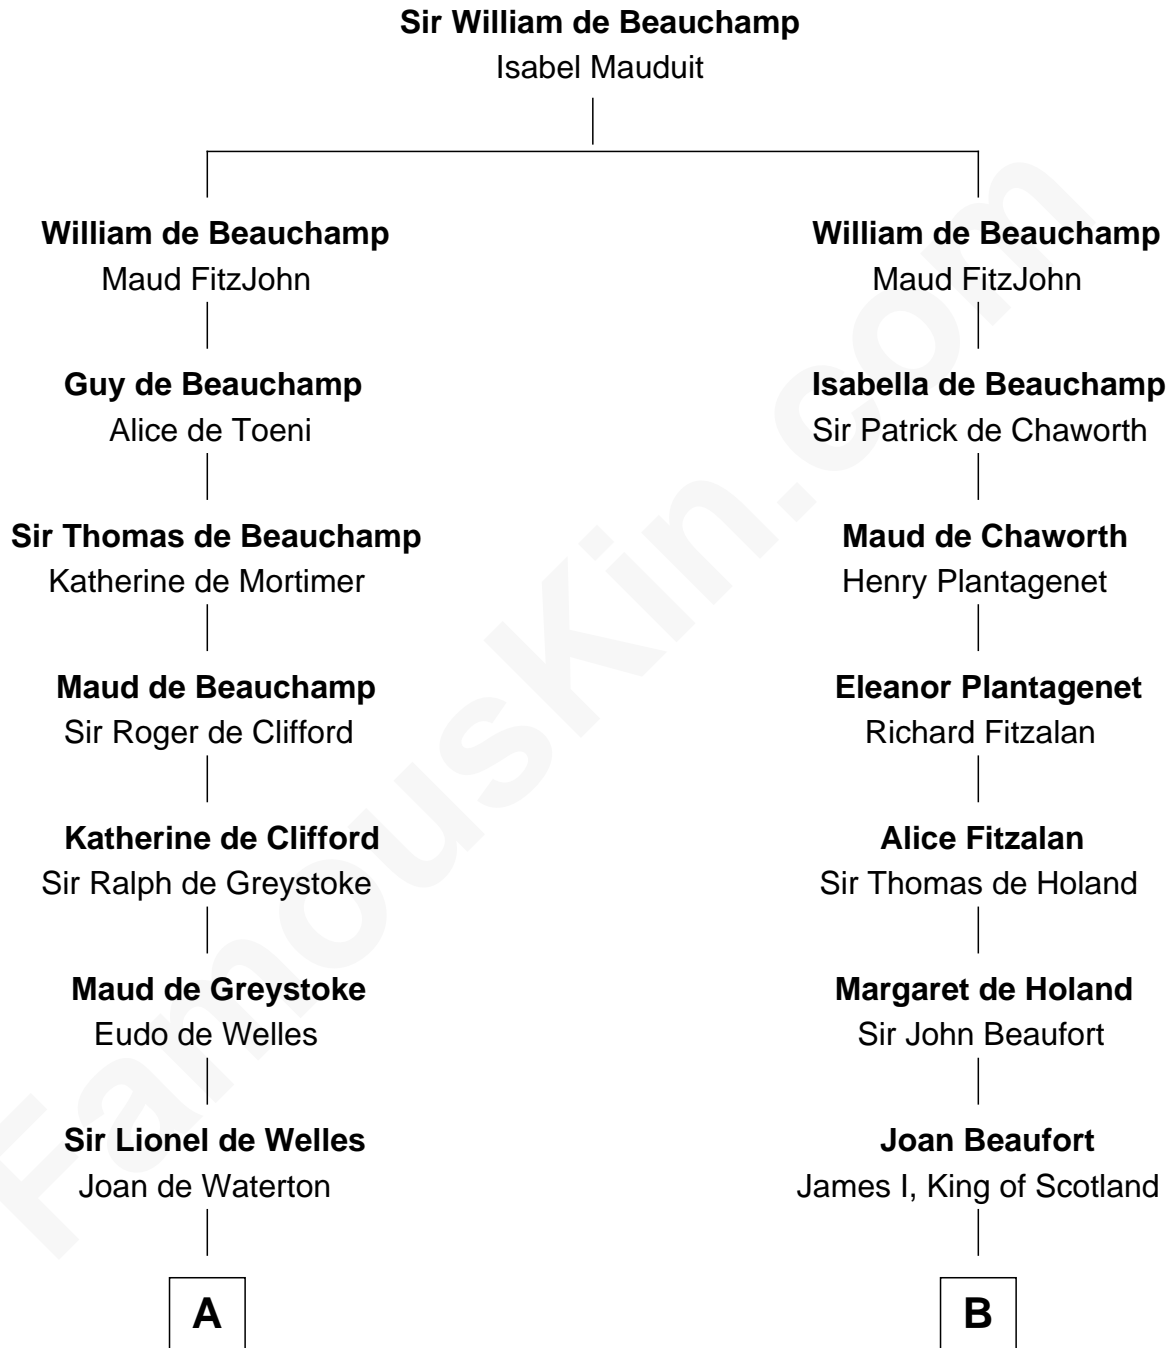 Sir William de Beauchamp
Isabel Mauduit
William de Beauchamp
Maud FitzJohn
Guy de Beauchamp
Alice de Toeni
Sir Thomas de Beauchamp
Katherine de Mortimer
Maud de Beauchamp
Sir Roger de Clifford
Katherine de Clifford
Sir Ralph de Greystoke
Maud de Greystoke
Eudo de Welles
Sir Lionel de Welles
Joan de Waterton
A
William de Beauchamp
Maud FitzJohn
Isabella de Beauchamp
Sir Patrick de Chaworth
Maud de Chaworth
Henry Plantagenet
Eleanor Plantagenet
Richard Fitzalan
Alice Fitzalan
Sir Thomas de Holand
Margaret de Holand
Sir John Beaufort
Joan Beaufort
James I, King of Scotland
B
FamousKin.com